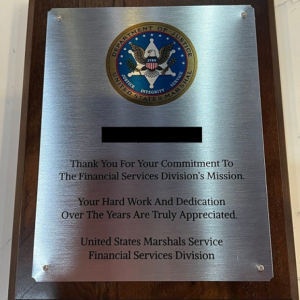 DEPARTMENT OF JUSTICE
UNITED STATES MARSHAL
JUSTICE
INTEGRITY
Thank You For Your Commitment To
The Financial Services Division's Mission.
Your Hard Work And Dedication
Over The Years Are Truly Appreciated.
United States Marshals Service
Financial Services Division